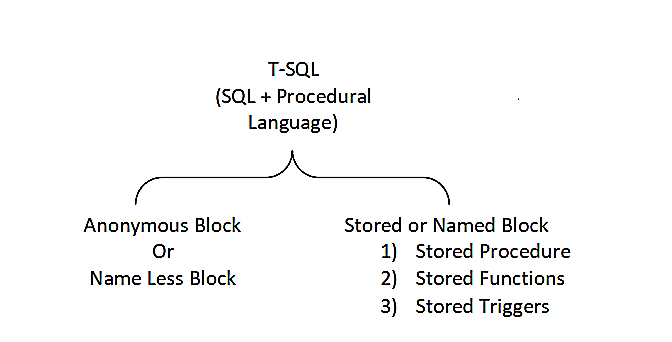 T-SQL
(SQL + Procedural
Language)
Anonymous Block
Or
Name Less Block
Stored or Named Block
1) Stored Procedure
2) Stored Functions
3) Stored Triggers